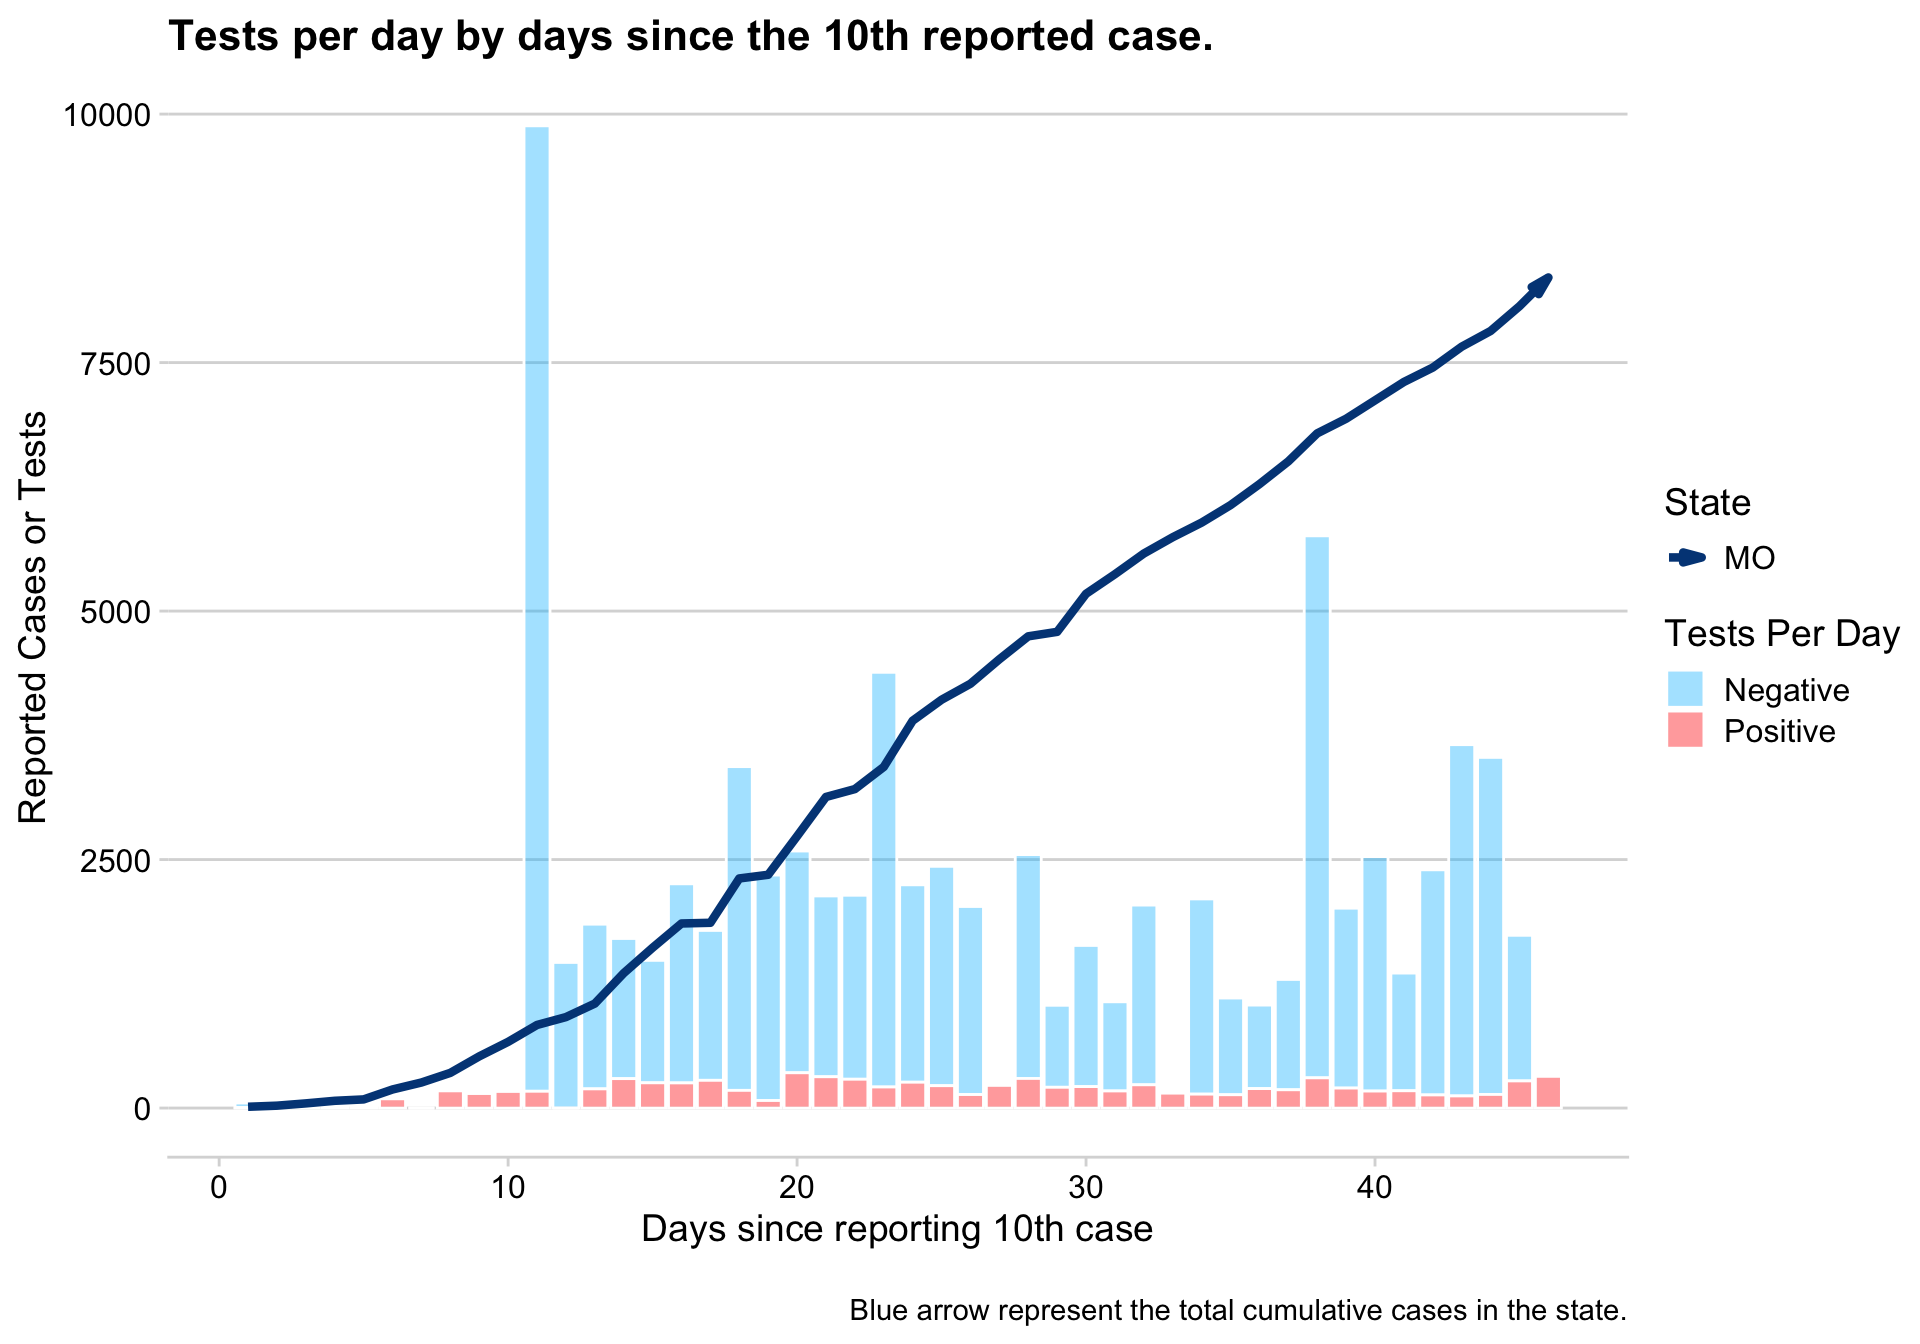 Tests per day by days since the 10th reported case.
10000
7500
5000
2500
0
Reported Cases or Tests
0 10 20 30 40
Days since reporting 10th case
State
MO
Tests Per Day
Negative
Positive
Blue arrow represent the total cumulative cases in the state.